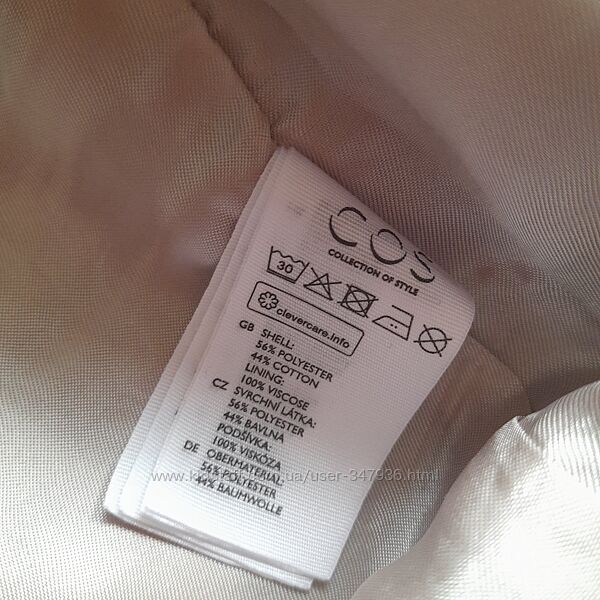 COS
COLLECTION OF STYLE
30
clevercare.info
GB SHELL:
56% POLYESTER
44% COTTON
LINING:
100% VISCOSE
CZ SVRCHNÍ LÁTKA:
56% POLYESTER
44% BAVLNA
PODŠÍVKA:
100% VISKÓZA
DE OBERMATERIAL:
56% POLYESTER
44% BAUMWOLLE